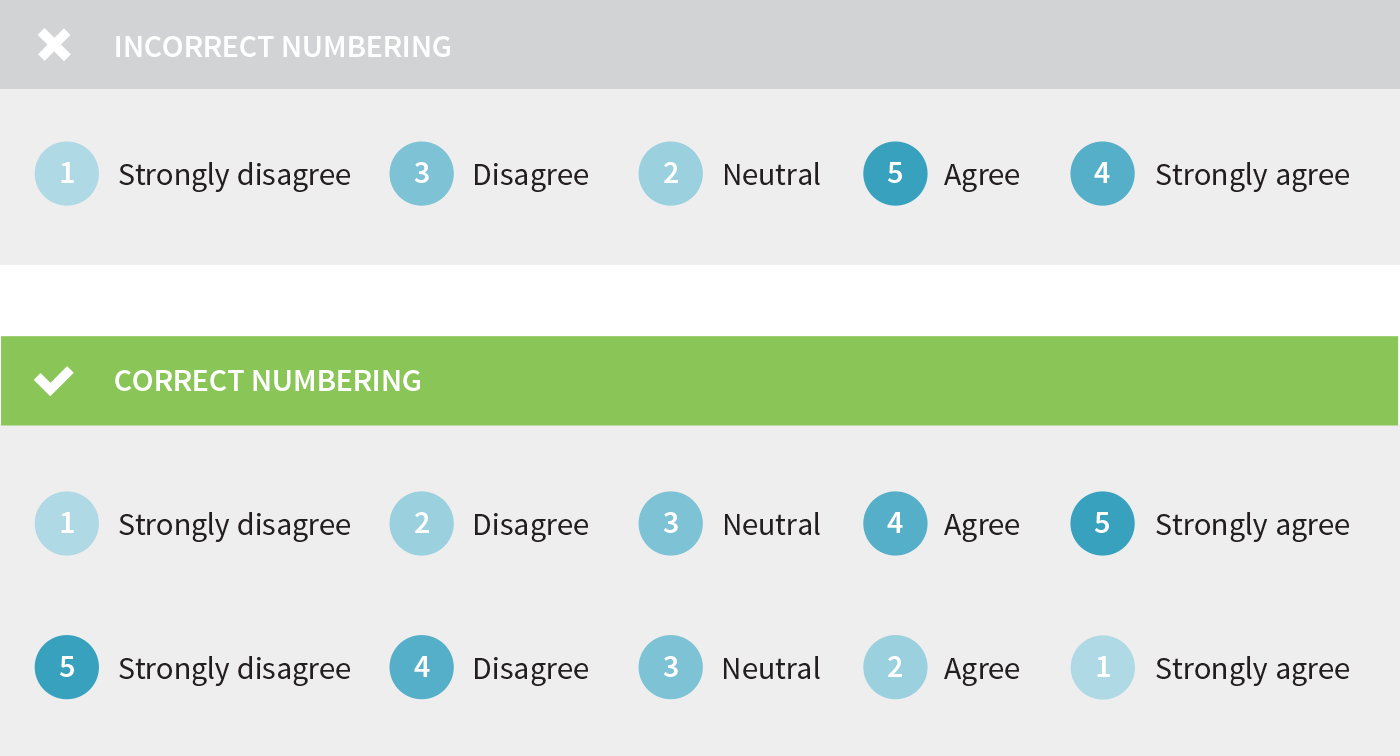 INCORRECT NUMBERING
1 Strongly disagree 3 Disagree 2 Neutral 5 Agree 4 Strongly agree
CORRECT NUMBERING
1 Strongly disagree 2 Disagree 3 Neutral 4 Agree 5 Strongly agree
5 Strongly disagree 4 Disagree 3 Neutral 2 Agree 1 Strongly agree